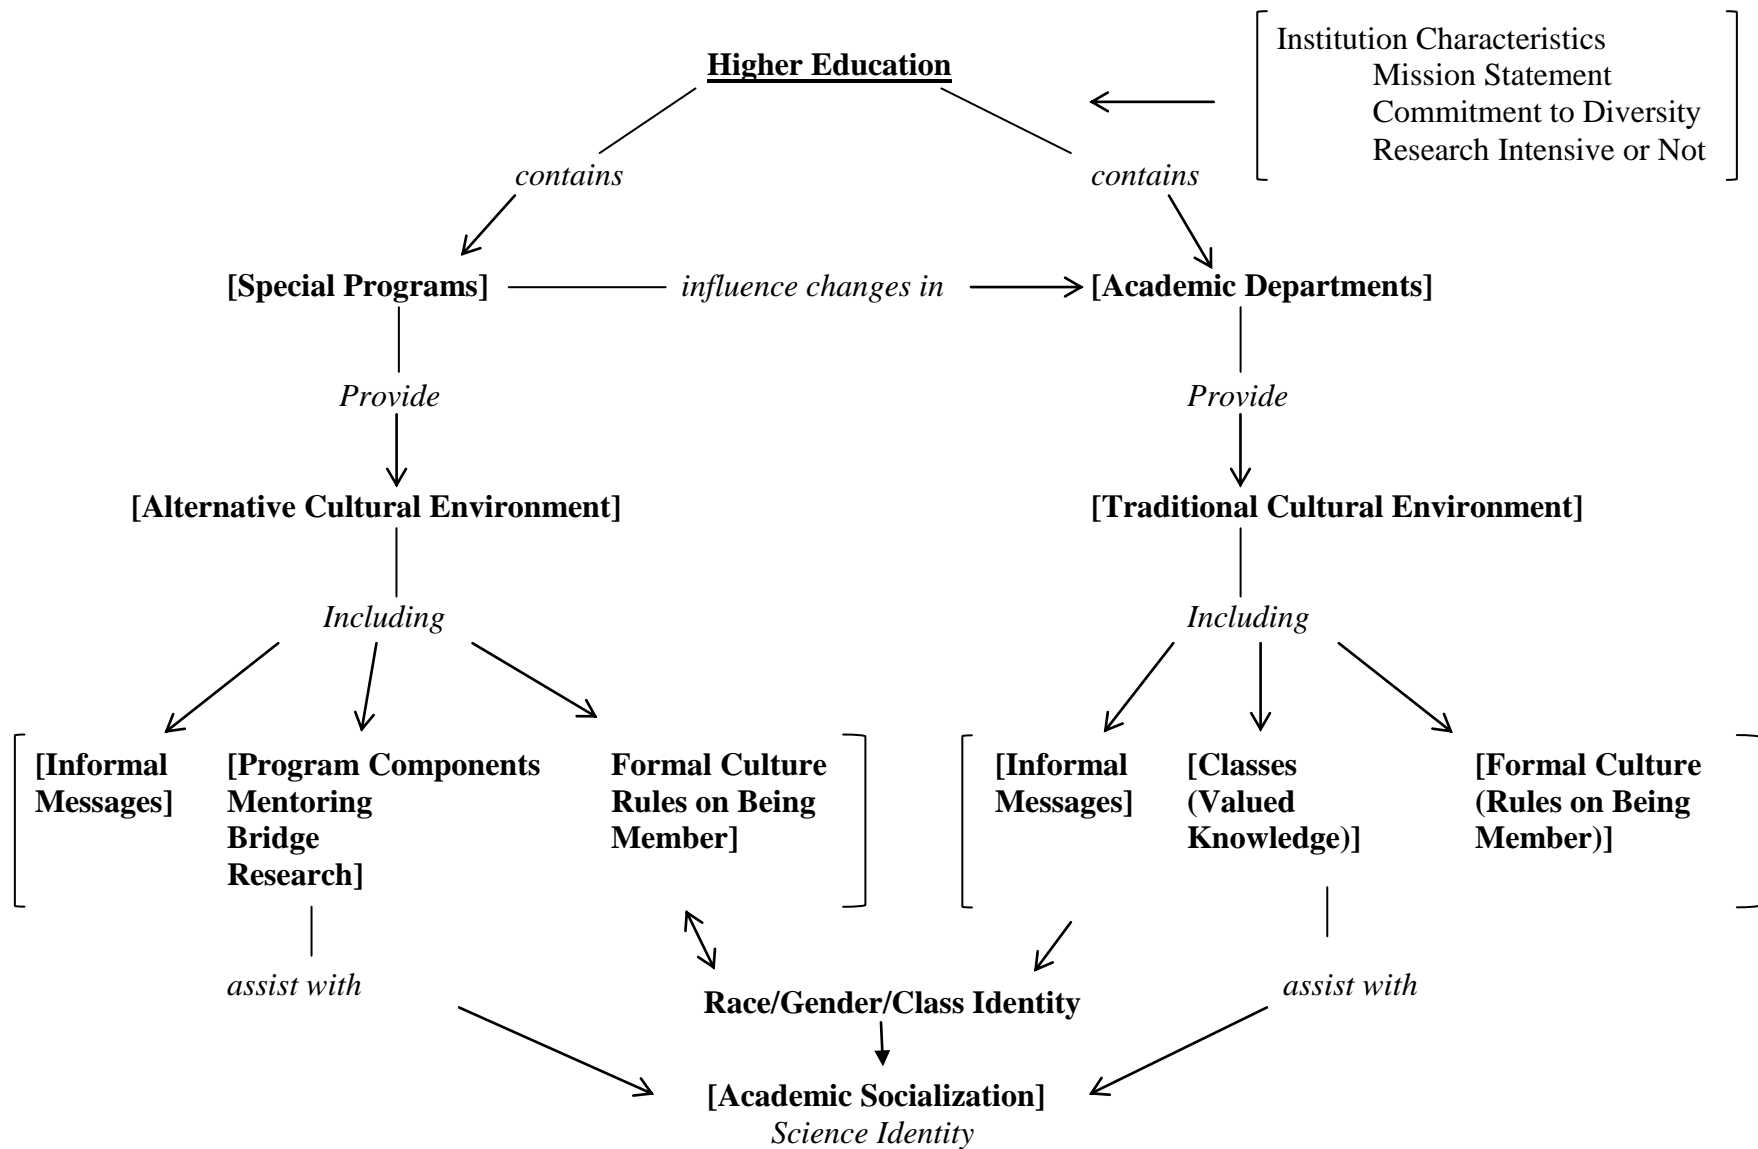 Higher Education
Institution Characteristics
Mission Statement
Commitment to Diversity
Research Intensive or Not
contains
contains
[Special Programs]
influence changes in
[Academic Departments]
Provide
Provide
[Alternative Cultural Environment]
[Traditional Cultural Environment]
Including
Including
[Informal
Messages]
[Program Components
Mentoring
Bridge
Research]
Formal Culture
Rules on Being
Member]
[Informal
Messages]
[Classes
(Valued
Knowledge)]
[Formal Culture
(Rules on Being
Member)]
assist with
Race/Gender/Class Identity
assist with
[Academic Socialization]
Science Identity